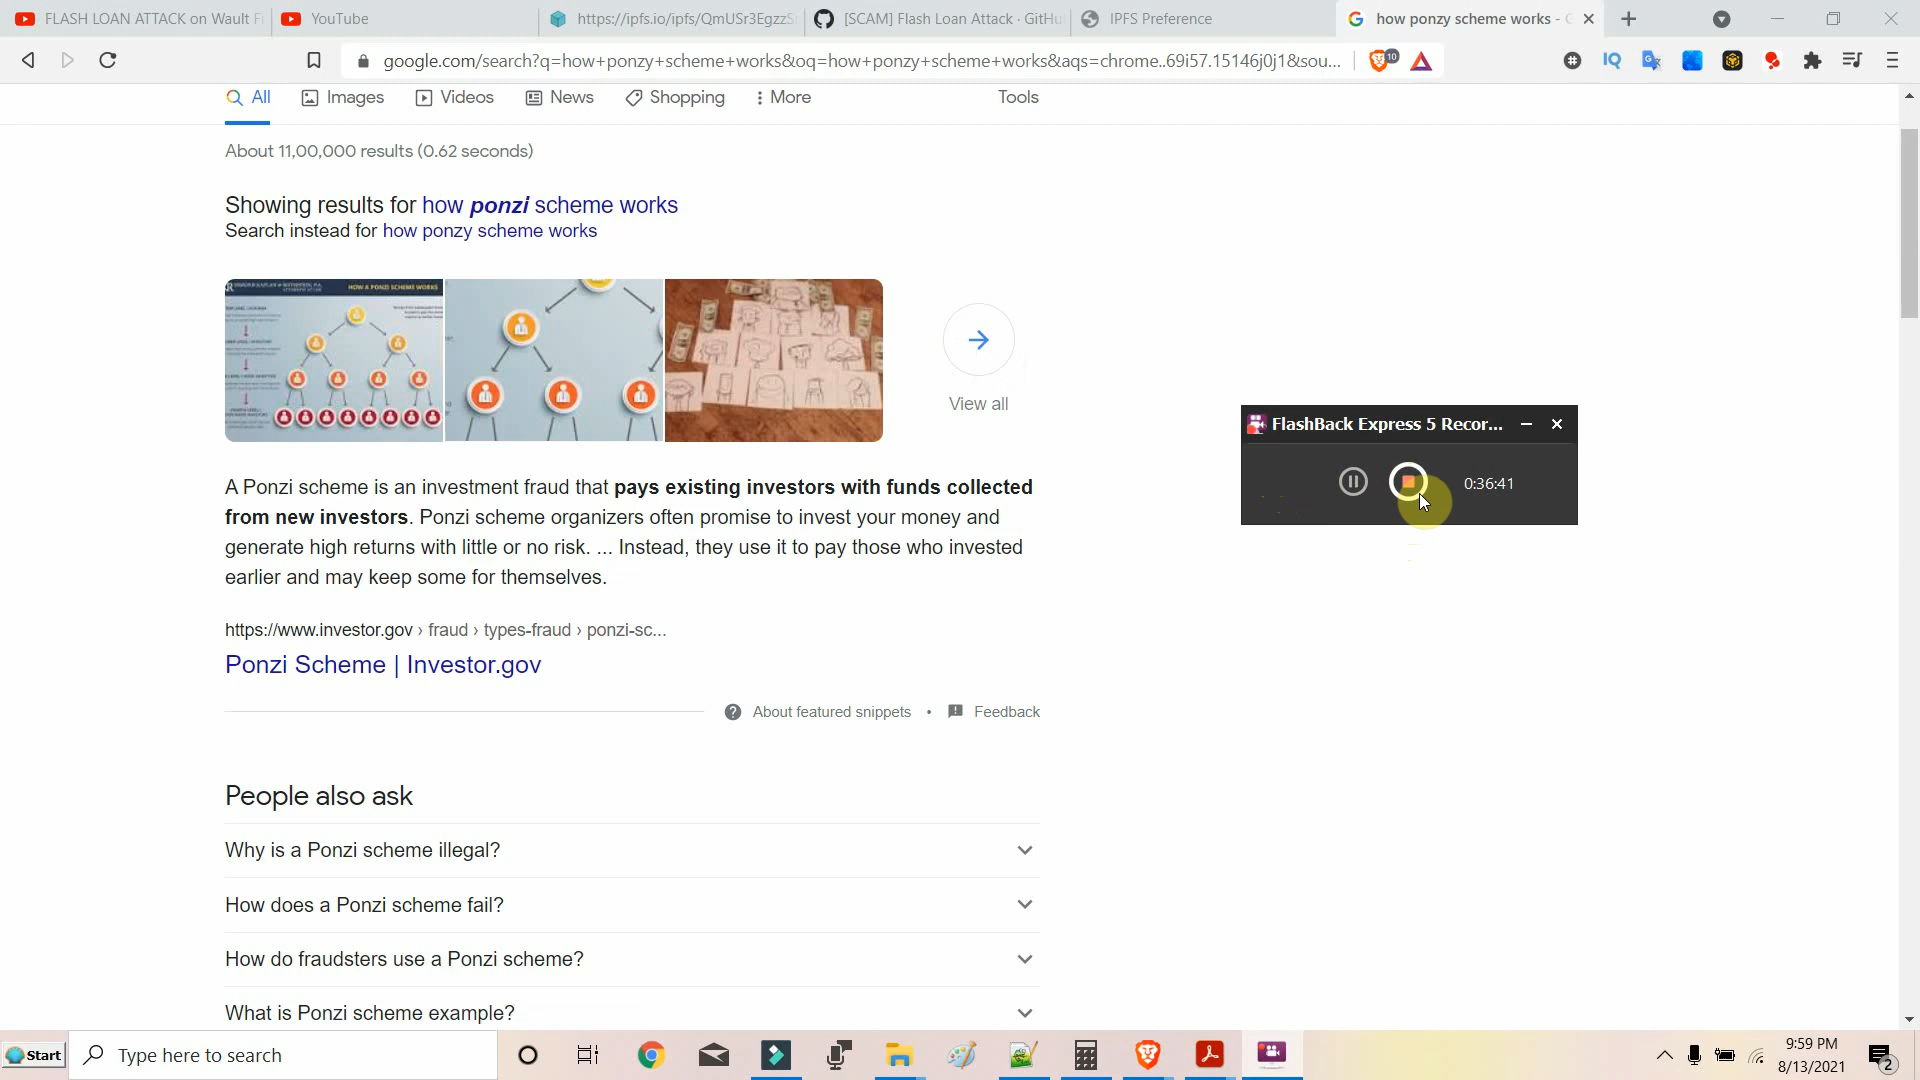 FLASH LOAN ATTACK on Wault Fi
YouTube
https://ipfs.io/ipfs/QmUSr3EgzzS
[SCAM] Flash Loan Attack · GitHu
IPFS Preference
how ponzy scheme works - G
google.com/search?q=how+ponzy+scheme+works&oq=how+ponzy+scheme+works&aqs=chrome..69i57.15146j0j1&sou...
10
All
Images
Videos
News
Shopping
More
Tools
About 11,00,000 results (0.62 seconds)
Showing results for how ponzi scheme works
Search instead for how ponzy scheme works
HOW A PONZI SCHEME WORKS
View all
FlashBack Express 5 Recor...
0:36:41
A Ponzi scheme is an investment fraud that pays existing investors with funds collected
from new investors. Ponzi scheme organizers often promise to invest your money and
generate high returns with little or no risk. ... Instead, they use it to pay those who invested
earlier and may keep some for themselves.
https://www.investor.gov › fraud › types-fraud › ponzi-sc...
Ponzi Scheme | Investor.gov
About featured snippets • Feedback
People also ask
Why is a Ponzi scheme illegal?
How does a Ponzi scheme fail?
How do fraudsters use a Ponzi scheme?
What is Ponzi scheme example?
Start
Type here to search
9:59 PM
8/13/2021
2